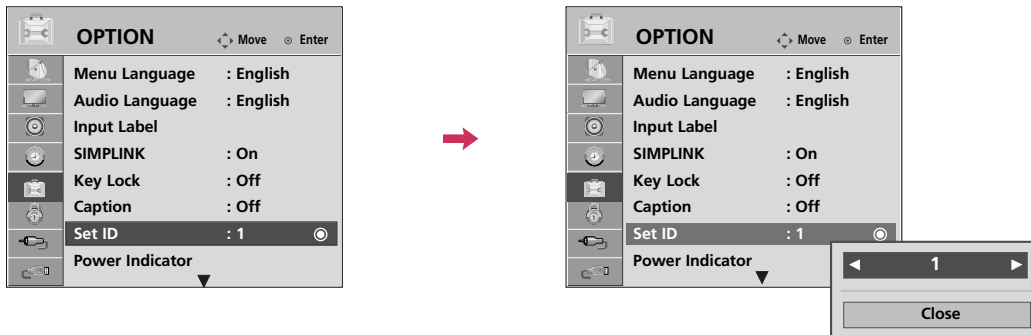 OPTION Move Enter
Menu Language : English
Audio Language : English
Input Label
SIMPLINK : On
Key Lock : Off
Caption : Off
Set ID : 1
Power Indicator
OPTION Move Enter
Menu Language : English
Audio Language : English
Input Label
SIMPLINK : On
Key Lock : Off
Caption : Off
Set ID : 1
Power Indicator
1
Close